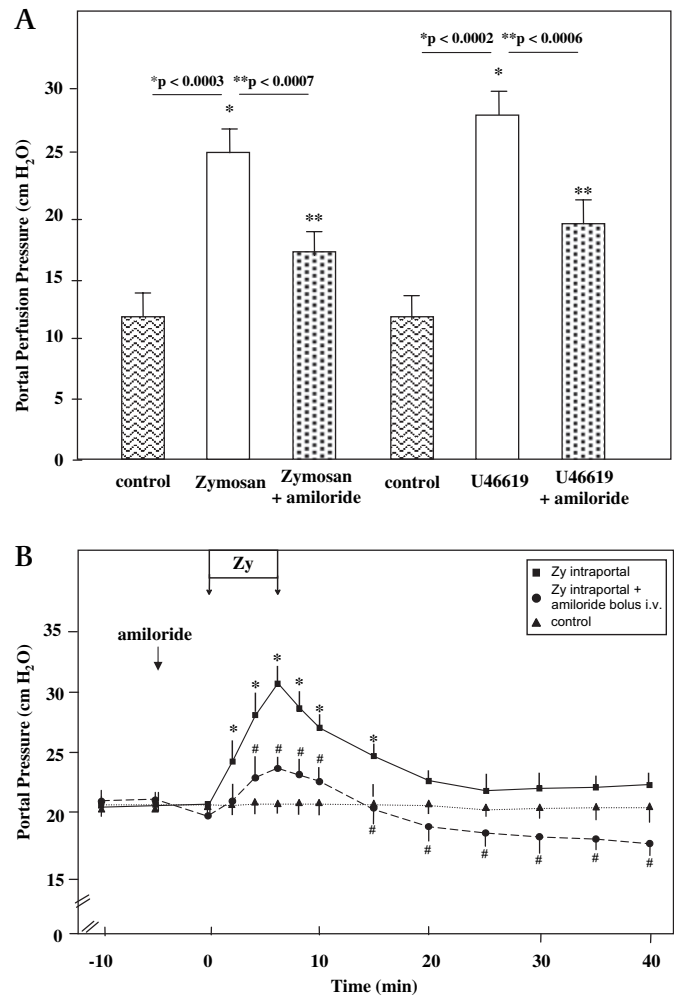 A
*p < 0.0002 **p < 0.0006
*p < 0.0003 **p < 0.0007
* *
** **
Portal Perfusion Pressure (cm H₂O)
30
25
20
15
10
5
0
control Zymosan Zymosan + amiloride control U46619 U46619 + amiloride
B
Zy
Zy intraportal
Zy intraportal +
amiloride bolus i.v.
control
amiloride
Portal Pressure (cm H₂O)
35
30
25
20
15
0
* * * * * * *
# # # #
# # # # # #
-10 0 10 20 30 40
Time (min)